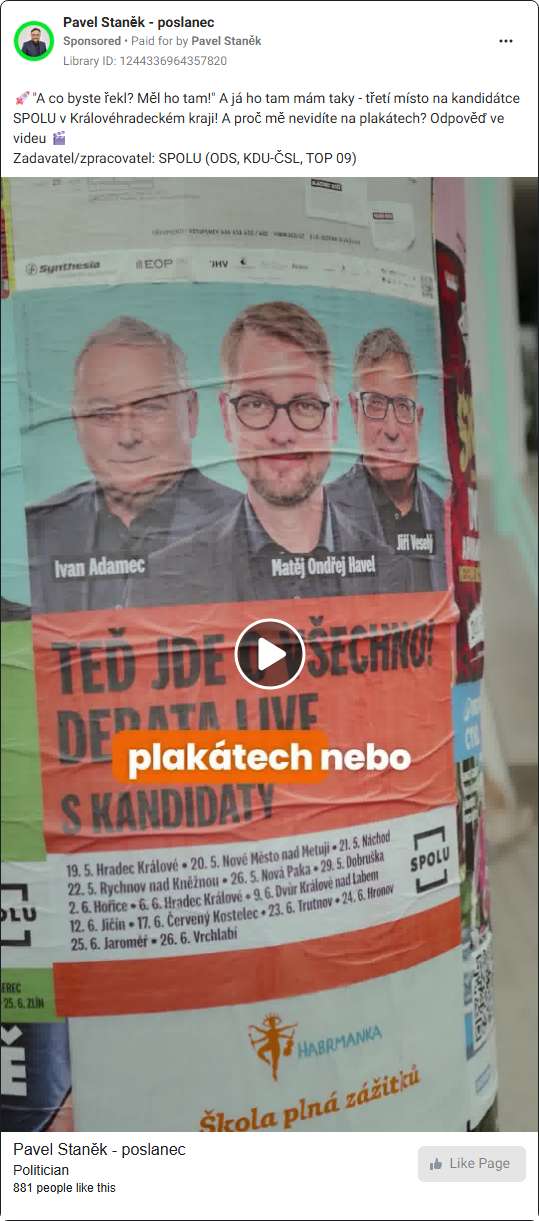 Pavel Staněk - poslanec
Sponsored • Paid for by Pavel Staněk
Library ID: 1244336964357820
🚀"A co byste řekl? Měl ho tam!" A já ho tam mám taky - třetí místo na kandidátce
SPOLU v Královéhradeckém kraji! A proč mě nevidíte na plakátech? Odpověď ve
videu 🎬
Zadavatel/zpracovatel: SPOLU (ODS, KDU-ČSL, TOP 09)
Synthesia
EOP
JHV
Ivan Adamec
Matěj Ondřej Havel
Jiří Veselý
TEĎ JDE O VŠECHNO!
DEBATA LIVE
plakátech nebo
S KANDIDÁTY
19. 5. Hradec Králové • 20. 5. Nové Město nad Metují • 21. 5. Náchod
22. 5. Rychnov nad Kněžnou • 26. 5. Nová Paka • 29. 5. Dobruška
2. 6. Hořice • 6. 6. Hradec Králové • 9. 6. Dvůr Králové nad Labem
12. 6. Jičín • 17. 6. Červený Kostelec • 23. 6. Trutnov • 24. 6. Hronov
25. 6. Jaroměř • 26. 6. Vrchlabí
SPOLU
OLU
EREC
25. 6. ZLÍN
HABRMANKA
Škola plná zážitků
Pavel Staněk - poslanec
Politician
881 people like this
Like Page